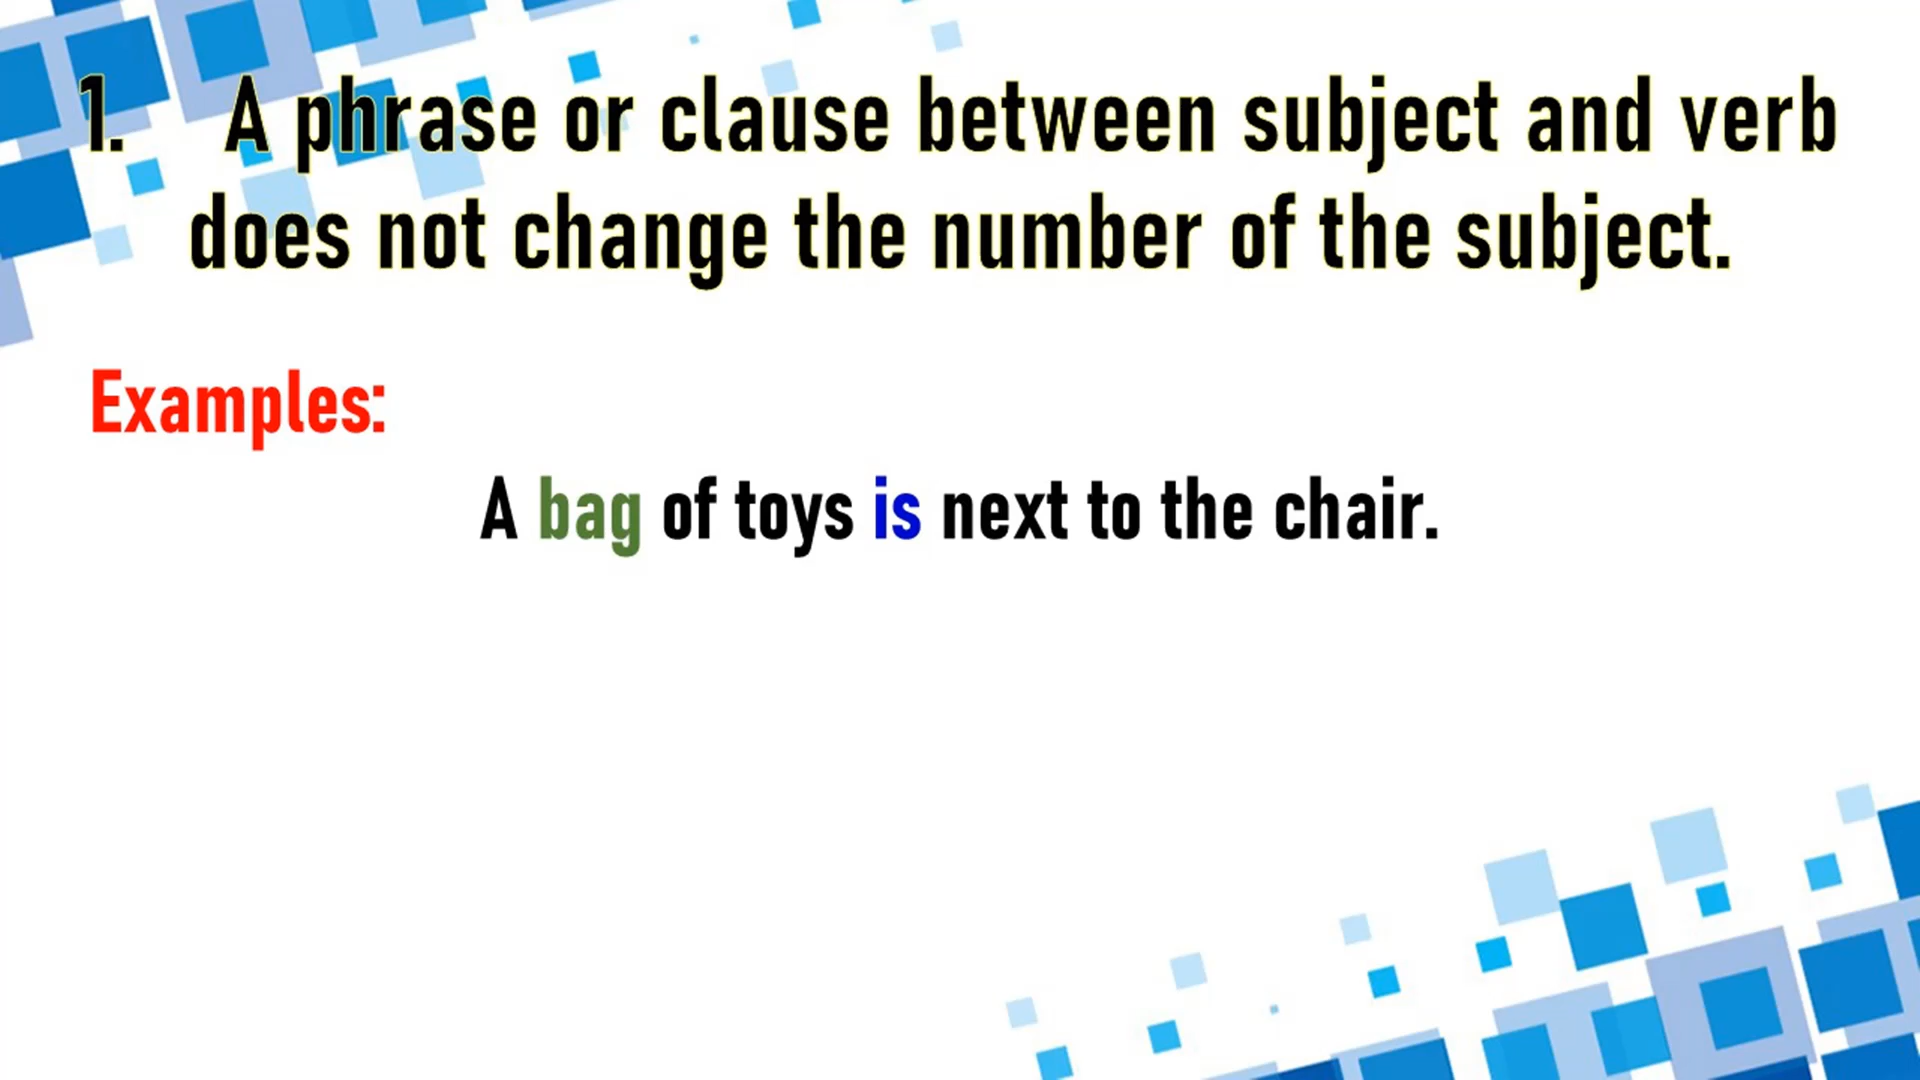 1. A phrase or clause between subject and verb
does not change the number of the subject.
Examples:
A bag of toys is next to the chair.